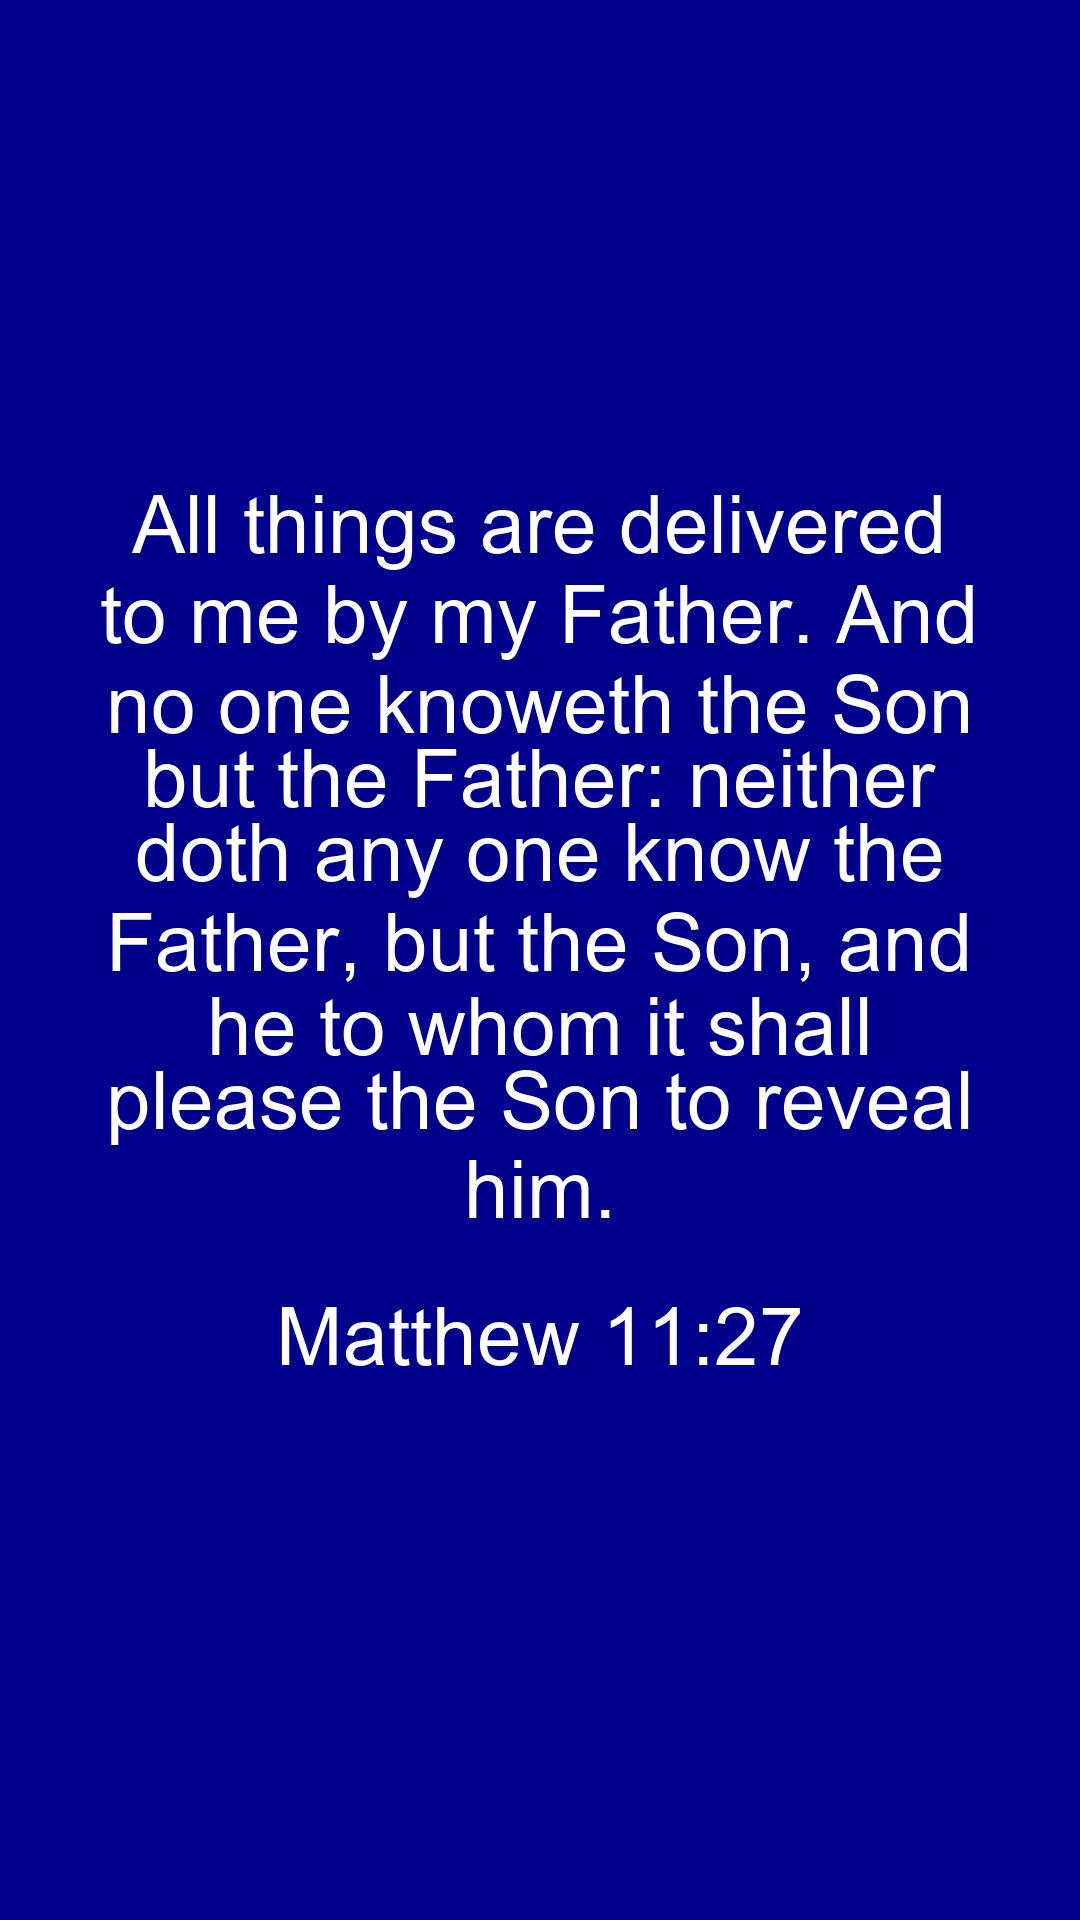 All things are delivered
to me by my Father. And
no one knoweth the Son
but the Father: neither
doth any one know the
Father, but the Son, and
he to whom it shall
please the Son to reveal
him.
Matthew 11:27